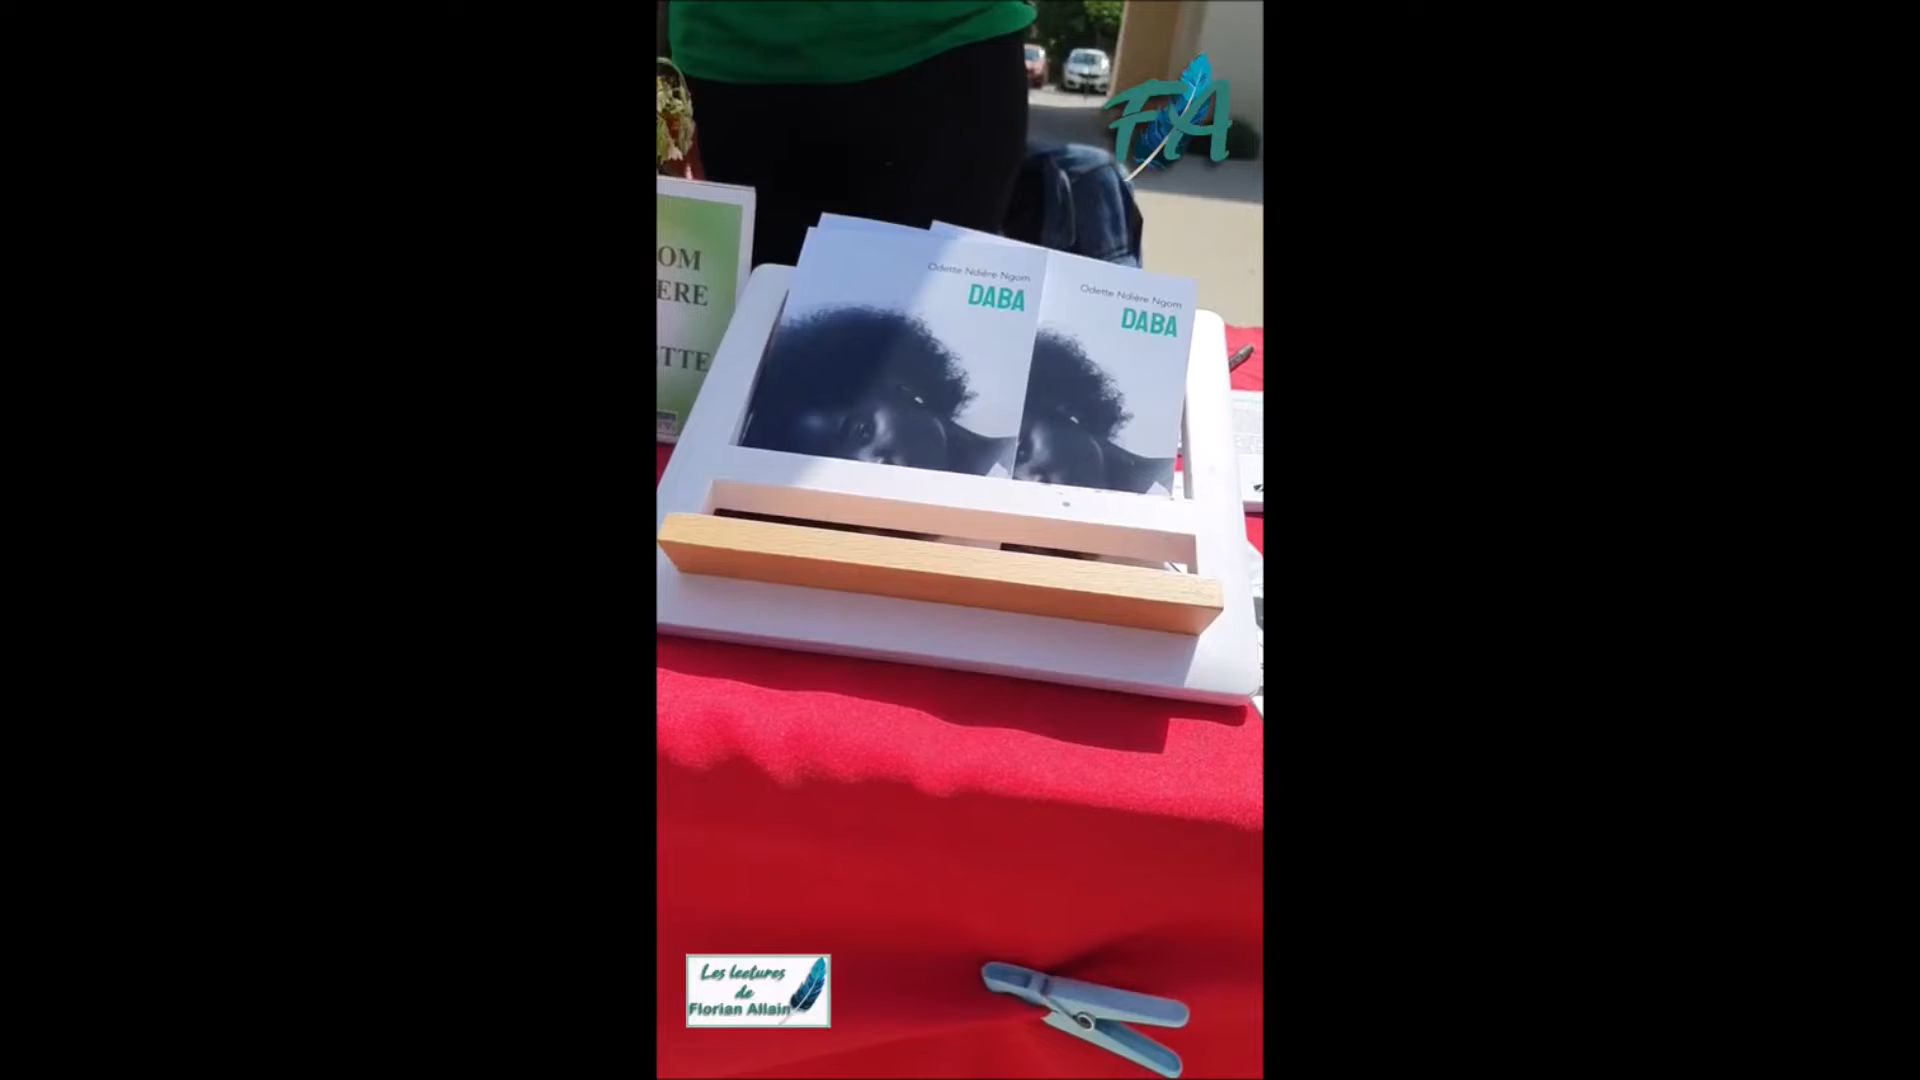 FA
OM
ERE
TTE
Odette Ndière Ngom
DABA
Odette Ndière Ngom
DABA
Les lectures
de
Florian Allain